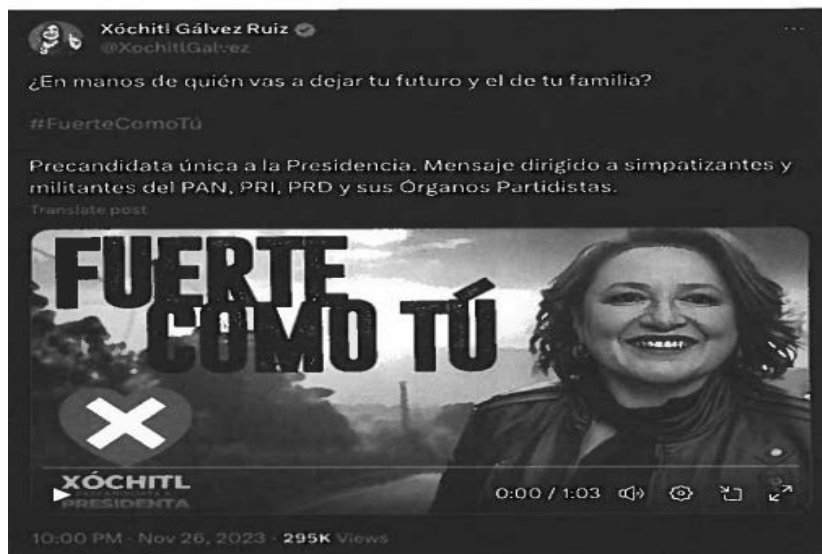 Xóchitl Gálvez Ruiz
@XochitlGalvez
¿En manos de quién vas a dejar tu futuro y el de tu familia?
#FuerteComoTú
Precandidata única a la Presidencia. Mensaje dirigido a simpatizantes y
militantes del PAN, PRI, PRD y sus Órganos Partidistas.
Translate post
FUERTE
COMO TÚ
X
XÓCHITL
PRECANDIDATA A
PRESIDENTA
0:00 / 1:03
10:00 PM · Nov 26, 2023 · 295K Views